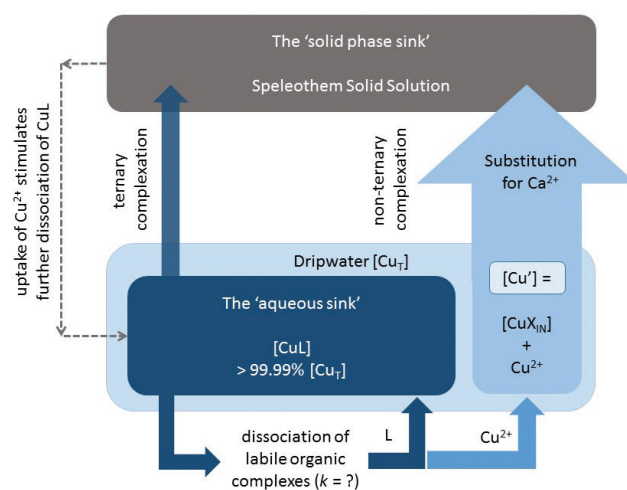 The ‘solid phase sink’
Speleothem Solid Solution
uptake of Cu²⁺ stimulates
further dissociation of CuL
ternary
complexation
non-ternary
complexation
Substitution
for Ca²⁺
Dripwater [Cu_T]
The ‘aqueous sink’
[CuL]
> 99.99% [Cu_T]
[Cu’] =
[CuX_IN]
+
Cu²⁺
dissociation of
labile organic
complexes (k = ?)
L
Cu²⁺